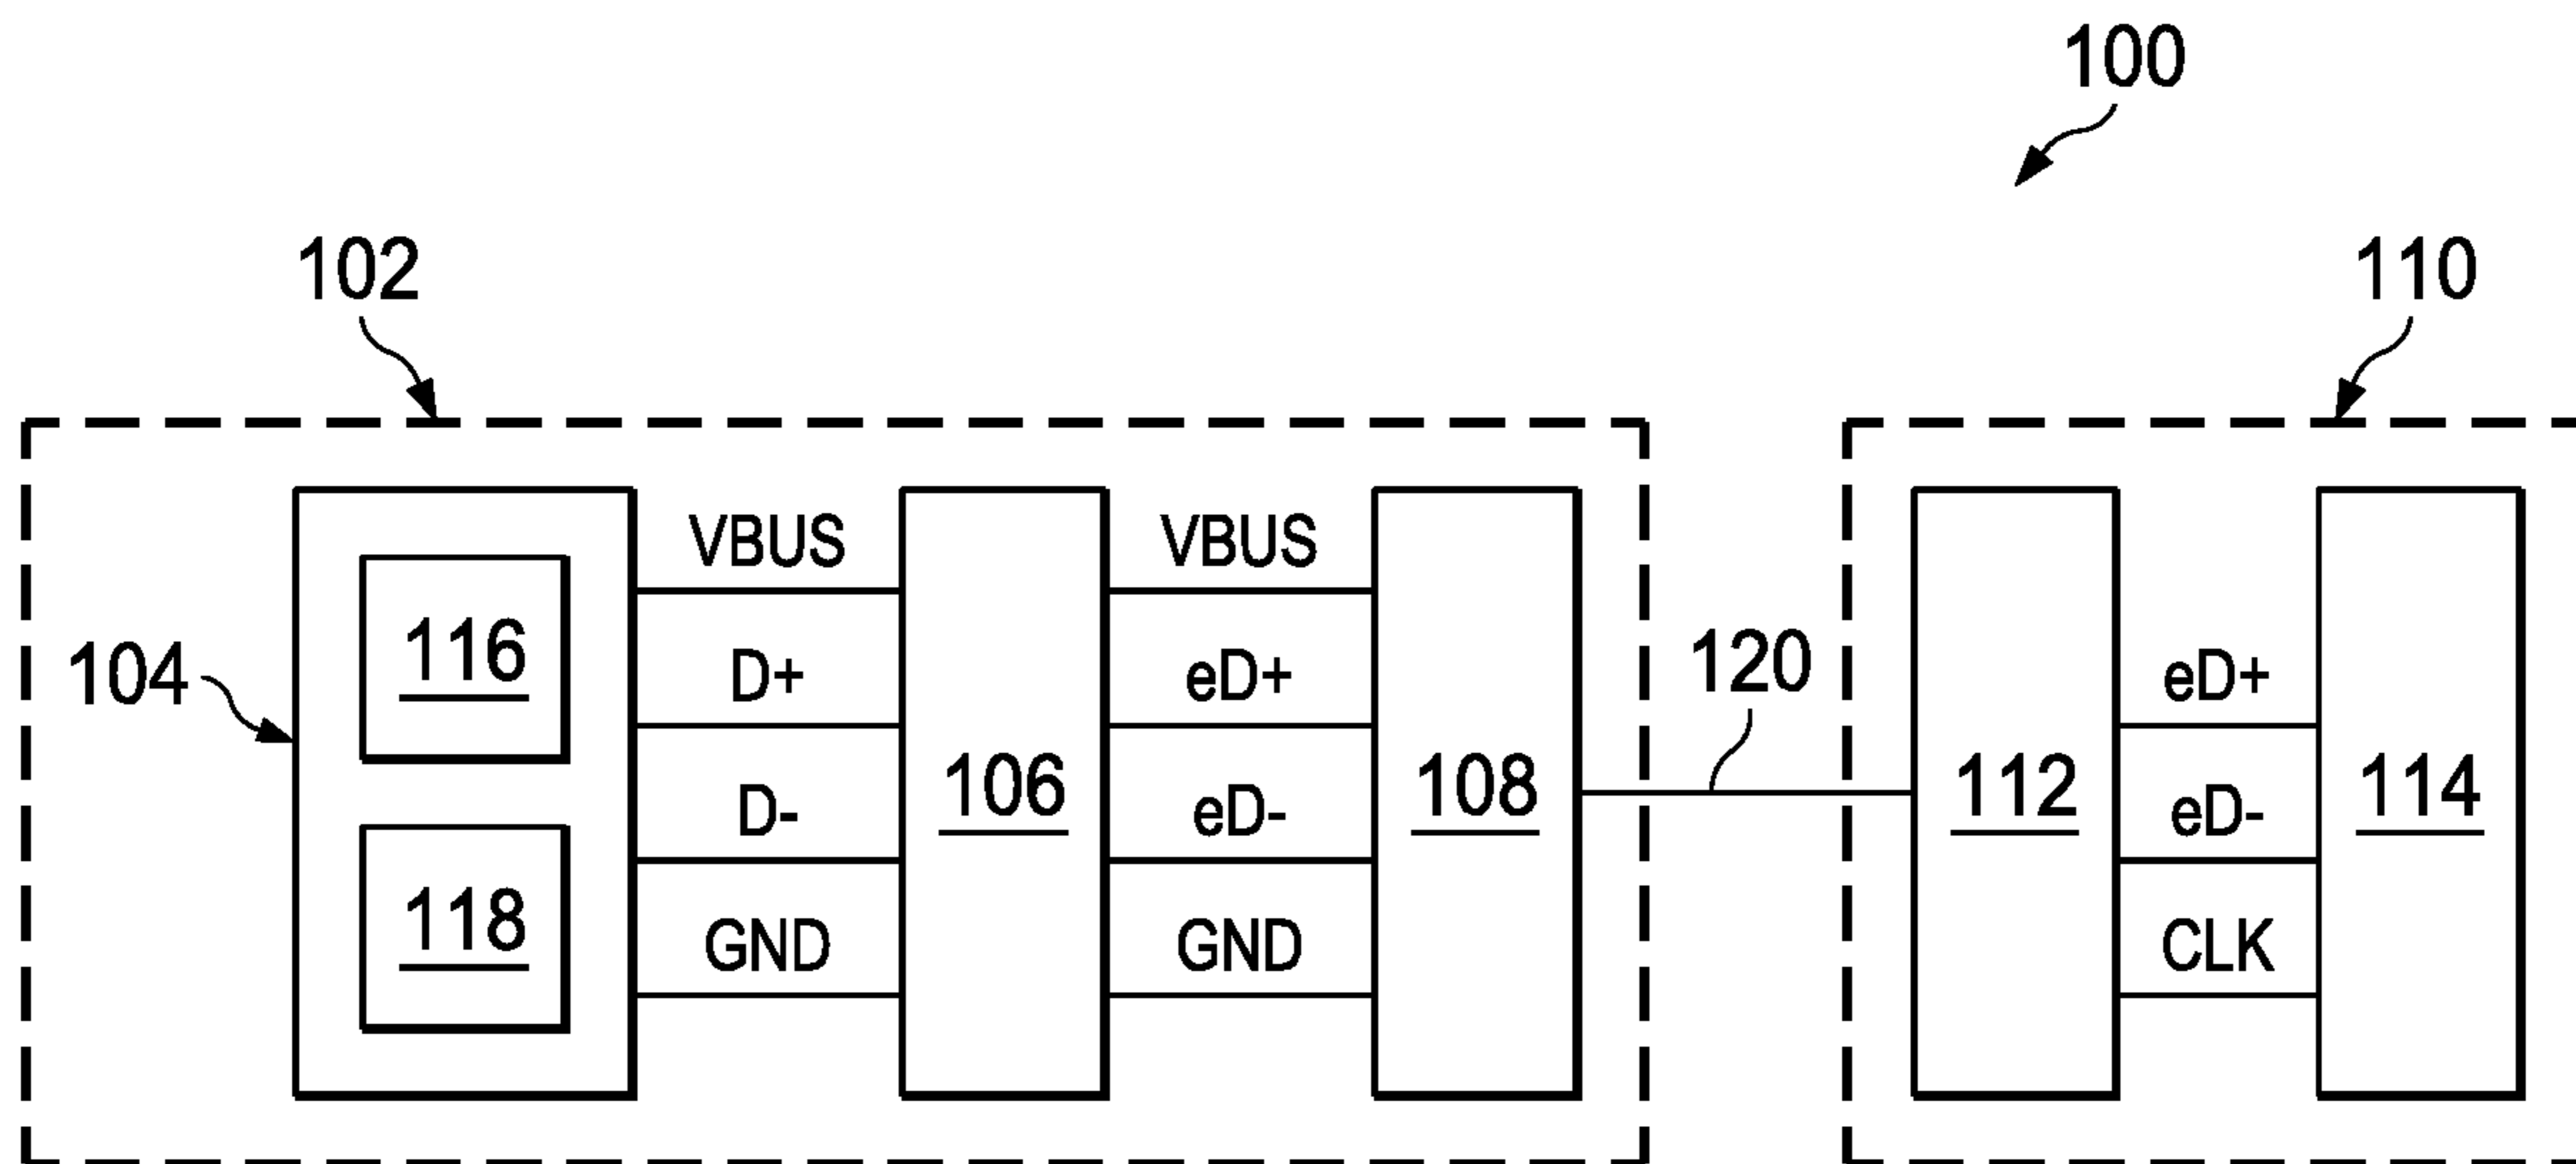 100
102
110
VBUS
VBUS
116
104
D+
eD+
120
eD+
D-
106
eD-
108
112
eD-
114
118
GND
GND
CLK